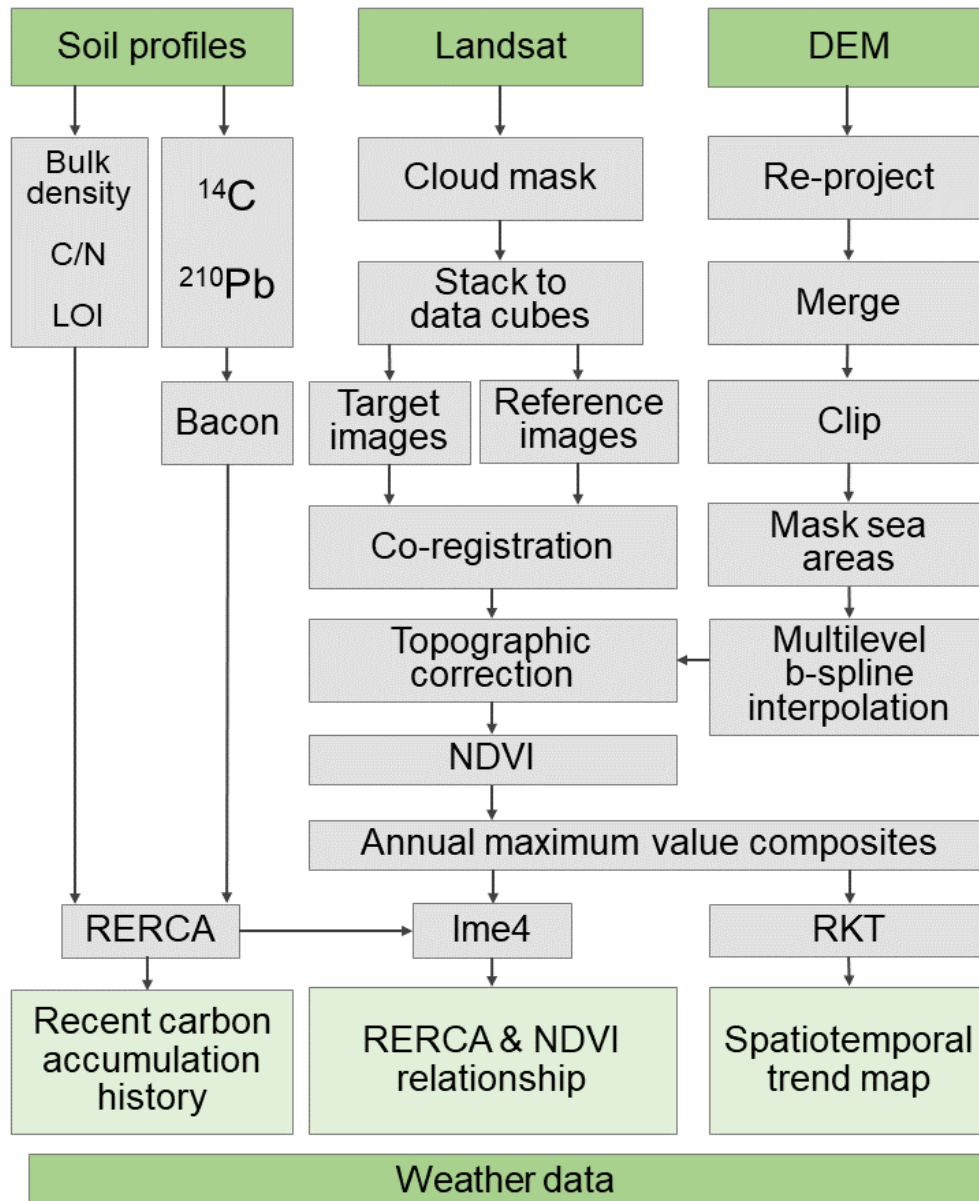 Soil profiles
Landsat
DEM
Bulk
density
C/N
LOI
¹⁴C
²¹⁰Pb
Cloud mask
Re-project
Stack to
data cubes
Merge
Bacon
Target
images
Reference
images
Clip
Co-registration
Mask sea
areas
Topographic
correction
Multilevel
b-spline
interpolation
NDVI
Annual maximum value composites
RERCA
lme4
RKT
Recent carbon
accumulation
history
RERCA & NDVI
relationship
Spatiotemporal
trend map
Weather data